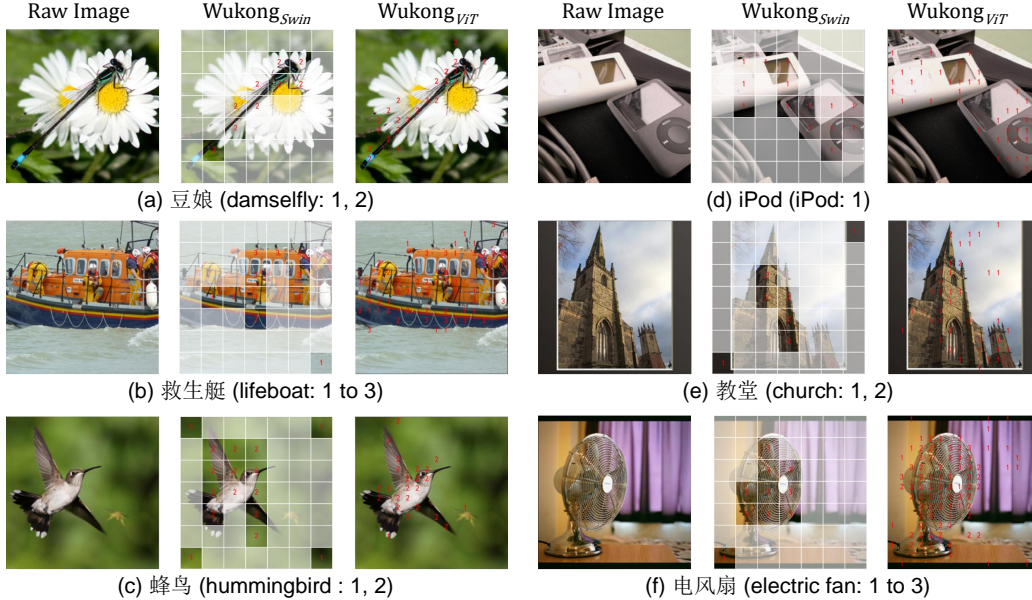 Raw Image Wukong_Swin Wukong_ViT Raw Image Wukong_Swin Wukong_ViT
(a) 豆娘 (damselfly: 1, 2)
(d) iPod (iPod: 1)
(b) 救生艇 (lifeboat: 1 to 3)
(e) 教堂 (church: 1, 2)
(c) 蜂鸟 (hummingbird : 1, 2)
(f) 电风扇 (electric fan: 1 to 3)